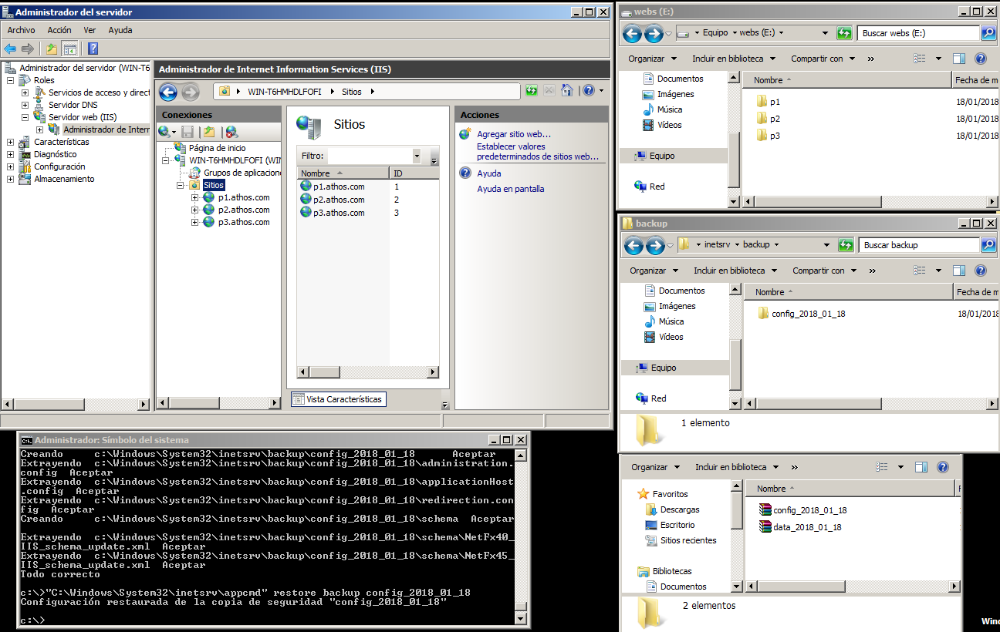 Administrador del servidor
Archivo Acción Ver Ayuda
Administrador del servidor (WIN-T6
Roles
Servicios de acceso y direct
Servidor DNS
Servidor web (IIS)
Administrador de Interr
Características
Diagnóstico
Configuración
Almacenamiento
Administrador de Internet Information Services (IIS)
WIN-T6HMHDLFOFI Sitios
Conexiones
Página de inicio
WIN-T6HMHDLFOFI (WIN
Grupos de aplicacione
Sitios
p1.athos.com
p2.athos.com
p3.athos.com
Sitios
Filtro:
Nombre ID
p1.athos.com 1
p2.athos.com 2
p3.athos.com 3
Vista Características
Acciones
Agregar sitio web...
Establecer valores
predeterminados de sitios web...
Ayuda
Ayuda en pantalla
webs (E:)
Equipo webs (E:) Buscar webs (E:)
Organizar Incluir en biblioteca Compartir con »
Documentos
Imágenes
Música
Vídeos
Equipo
Red
Nombre Fecha de m
p1 18/01/2018
p2 18/01/2018
p3 18/01/2018
backup
inetsrv backup Buscar backup
Organizar Incluir en biblioteca Compartir con »
Documentos
Imágenes
Música
Vídeos
Equipo
Red
Nombre Fecha de m
config_2018_01_18 18/01/2018
1 elemento
Organizar Incluir en biblioteca »
Favoritos
Descargas
Escritorio
Sitios recientes
Bibliotecas
Documentos
Nombre F
config_2018_01_18
data_2018_01_18
2 elementos
Administrador: Símbolo del sistema
Creando c:\Windows\System32\inetsrv\backup\config_2018_01_18 Aceptar
Extrayendo c:\Windows\System32\inetsrv\backup\config_2018_01_18\administration.
config Aceptar
Extrayendo c:\Windows\System32\inetsrv\backup\config_2018_01_18\applicationHost
.config Aceptar
Extrayendo c:\Windows\System32\inetsrv\backup\config_2018_01_18\redirection.con
fig Aceptar
Creando c:\Windows\System32\inetsrv\backup\config_2018_01_18\schema Aceptar
Extrayendo c:\Windows\System32\inetsrv\backup\config_2018_01_18\schema\NetFx40_
IIS_schema_update.xml Aceptar
Extrayendo c:\Windows\System32\inetsrv\backup\config_2018_01_18\schema\NetFx45_
IIS_schema_update.xml Aceptar
Todo correcto
c:\>"C:\Windows\System32\inetsrv\appcmd" restore backup config_2018_01_18
Configuración restaurada de la copia de seguridad "config_2018_01_18"
c:\>
Wind